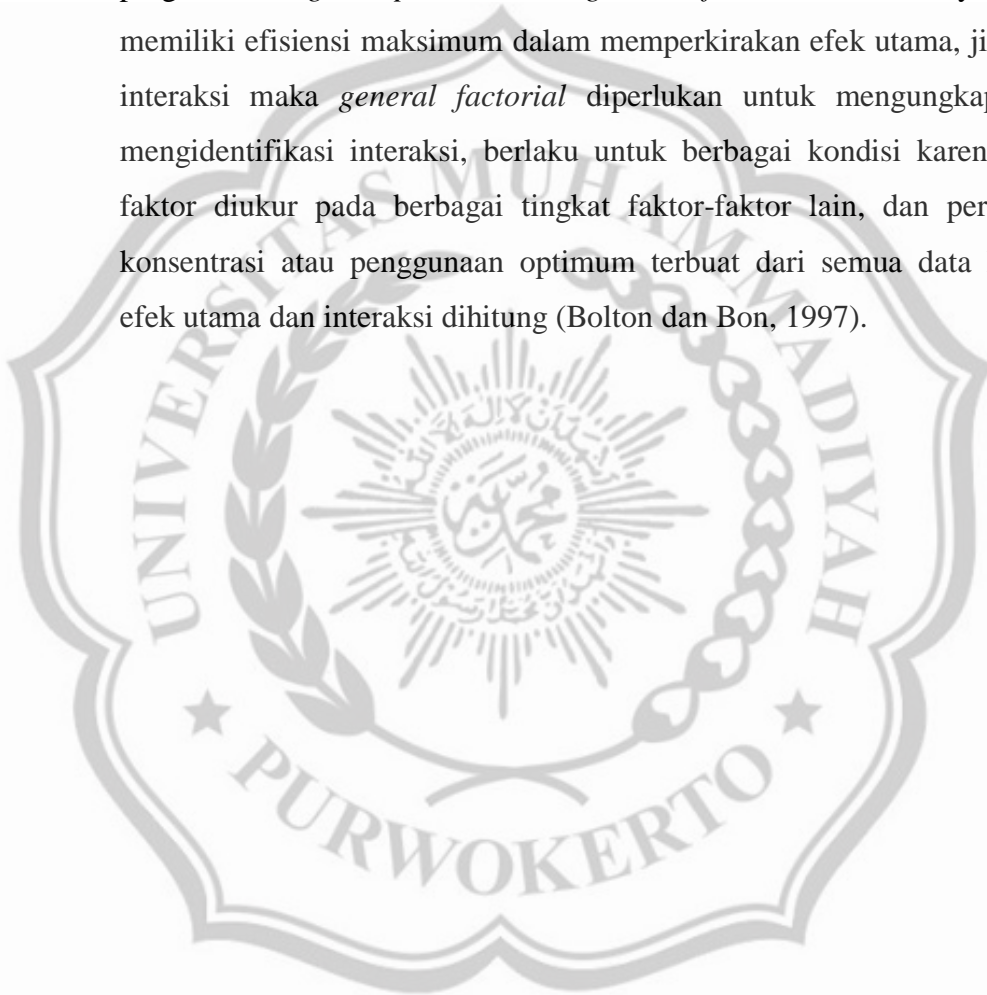 memiliki efisiensi maksimum dalam memperkirakan efek utama, ji
interaksi maka general factorial diperlukan untuk mengungkap
mengidentifikasi interaksi, berlaku untuk berbagai kondisi karen
faktor diukur pada berbagai tingkat faktor-faktor lain, dan per
konsentrasi atau penggunaan optimum terbuat dari semua data
efek utama dan interaksi dihitung (Bolton dan Bon, 1997).
UNIVERSITAS MUHAMMADIYAH
PURWOKERTO